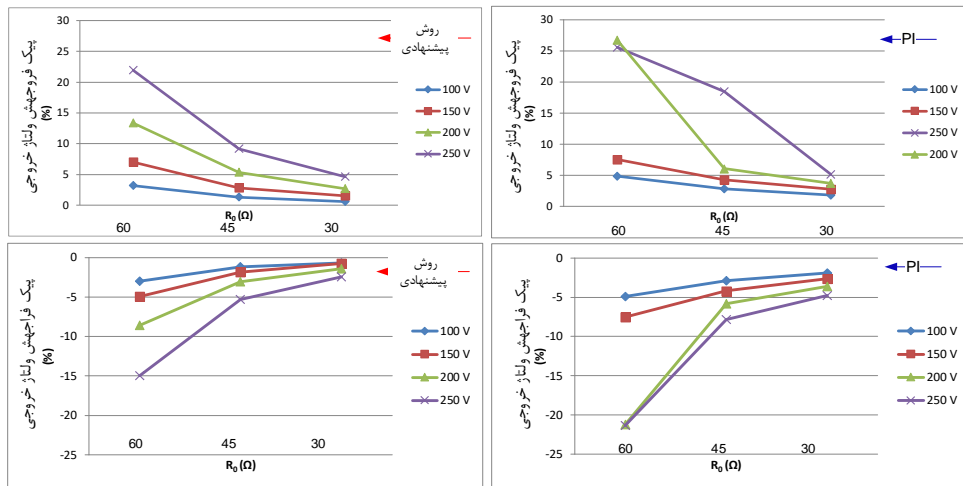 پیک فروجهش ولتاژ خروجی
(%)
30
25
20
15
10
5
0
R₀ (Ω)
60 45 30
روش
پیشنهادی
100 V
150 V
200 V
250 V
پیک فروجهش ولتاژ خروجی
(%)
30
25
20
15
10
5
0
R₀ (Ω)
60 45 30
PI
100 V
150 V
250 V
200 V
پیک فراجهش ولتاژ خروجی
(%)
0
-5
-10
-15
-20
-25
60 45 30
R₀ (Ω)
روش
پیشنهادی
100 V
150 V
200 V
250 V
پیک فراجهش ولتاژ خروجی
(%)
0
-5
-10
-15
-20
-25
60 45 30
R₀ (Ω)
PI
100 V
150 V
200 V
250 V